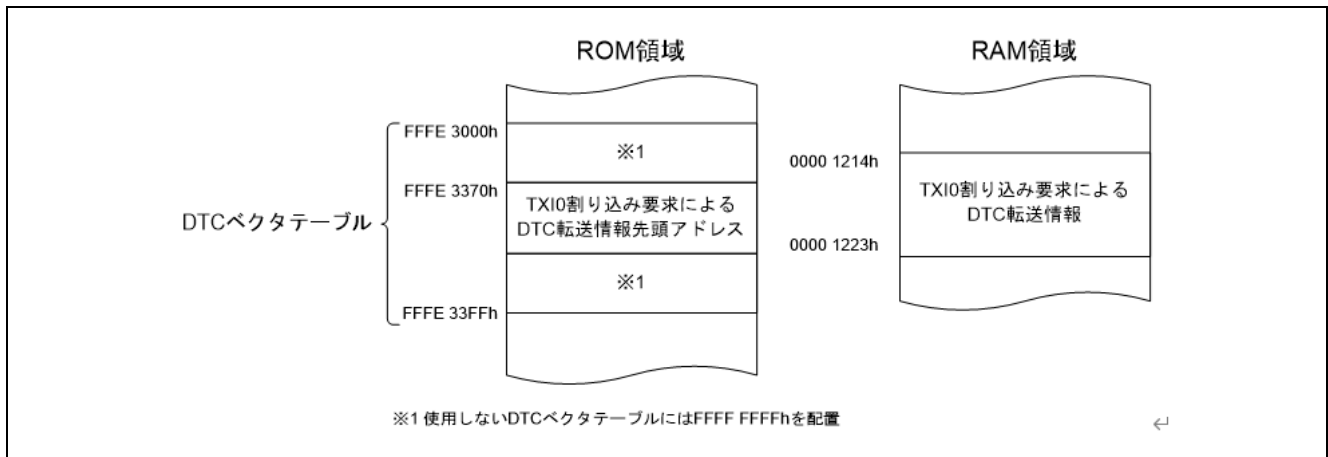 ROM領域
RAM領域
DTCベクタテーブル
FFFE 3000h
※1
FFFE 3370h
TXI0割り込み要求による
DTC転送情報先頭アドレス
※1
FFFE 33FFh
0000 1214h
TXI0割り込み要求による
DTC転送情報
0000 1223h
※1 使用しないDTCベクタテーブルにはFFFF FFFFhを配置